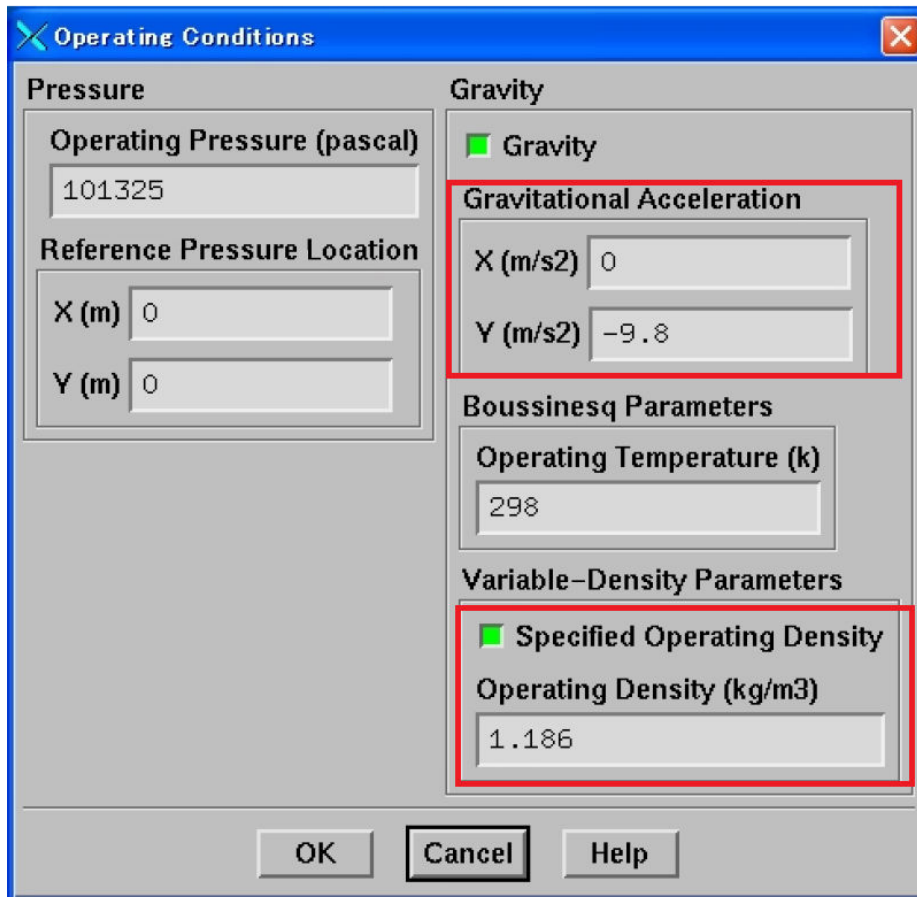 Operating Conditions
Pressure
Operating Pressure (pascal)
101325
Reference Pressure Location
X (m) 0
Y (m) 0
Gravity
Gravity
Gravitational Acceleration
X (m/s2) 0
Y (m/s2) -9.8
Boussinesq Parameters
Operating Temperature (k)
298
Variable-Density Parameters
Specified Operating Density
Operating Density (kg/m3)
1.186
OK Cancel Help